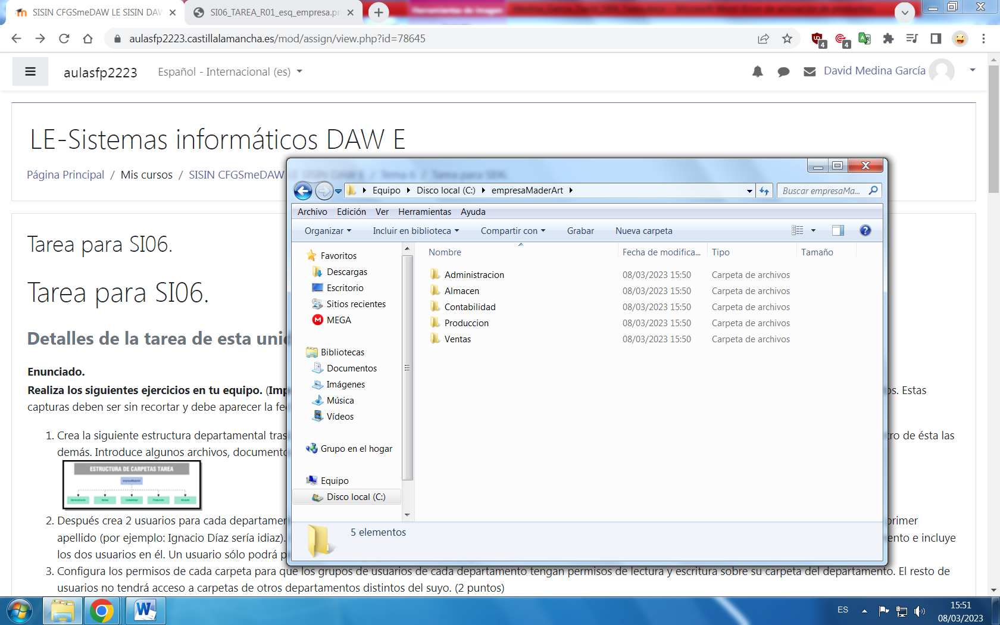 SISIN CFGSmeDAW LE SISIN DAW
SI06_TAREA_R01_esq_empresa.pn
Herramientas de imagen
aulasfp2223.castillalamancha.es/mod/assign/view.php?id=78645
4
4
aulasfp2223
Español - Internacional (es)
David Medina García
LE-Sistemas informáticos DAW E
Página Principal / Mis cursos / SISIN CFGSmeDAW
Tarea para SI06.
Tarea para SI06.
Detalles de la tarea de esta unid
Enunciado.
Realiza los siguientes ejercicios en tu equipo. (Imp
os. Estas
capturas deben ser sin recortar y debe aparecer la fec
1. Crea la siguiente estructura departamental tras
tro de ésta las
demás. Introduce algunos archivos, documento
ESTRUCTURA DE CARPETAS TAREA
2. Después crea 2 usuarios para cada departamen
primer
apellido (por ejemplo: Ignacio Díaz sería idiaz).
ento e incluye
los dos usuarios en él. Un usuario sólo podrá p
3. Configura los permisos de cada carpeta para que los grupos de usuarios de cada departamento tengan permisos de lectura y escritura sobre su carpeta del departamento. El resto de
usuarios no tendrá acceso a carpetas de otros departamentos distintos del suyo. (2 puntos)
Equipo
Disco local (C:)
empresaMaderArt
Buscar empresaMa...
Archivo
Edición
Ver
Herramientas
Ayuda
Organizar
Incluir en biblioteca
Compartir con
Grabar
Nueva carpeta
Favoritos
Descargas
Escritorio
Sitios recientes
MEGA
Bibliotecas
Documentos
Imágenes
Música
Vídeos
Grupo en el hogar
Equipo
Disco local (C:)
Nombre
Fecha de modifica...
Tipo
Tamaño
Administracion 08/03/2023 15:50 Carpeta de archivos
Almacen 08/03/2023 15:50 Carpeta de archivos
Contabilidad 08/03/2023 15:50 Carpeta de archivos
Produccion 08/03/2023 15:50 Carpeta de archivos
Ventas 08/03/2023 15:50 Carpeta de archivos
5 elementos
ES
15:51
08/03/2023